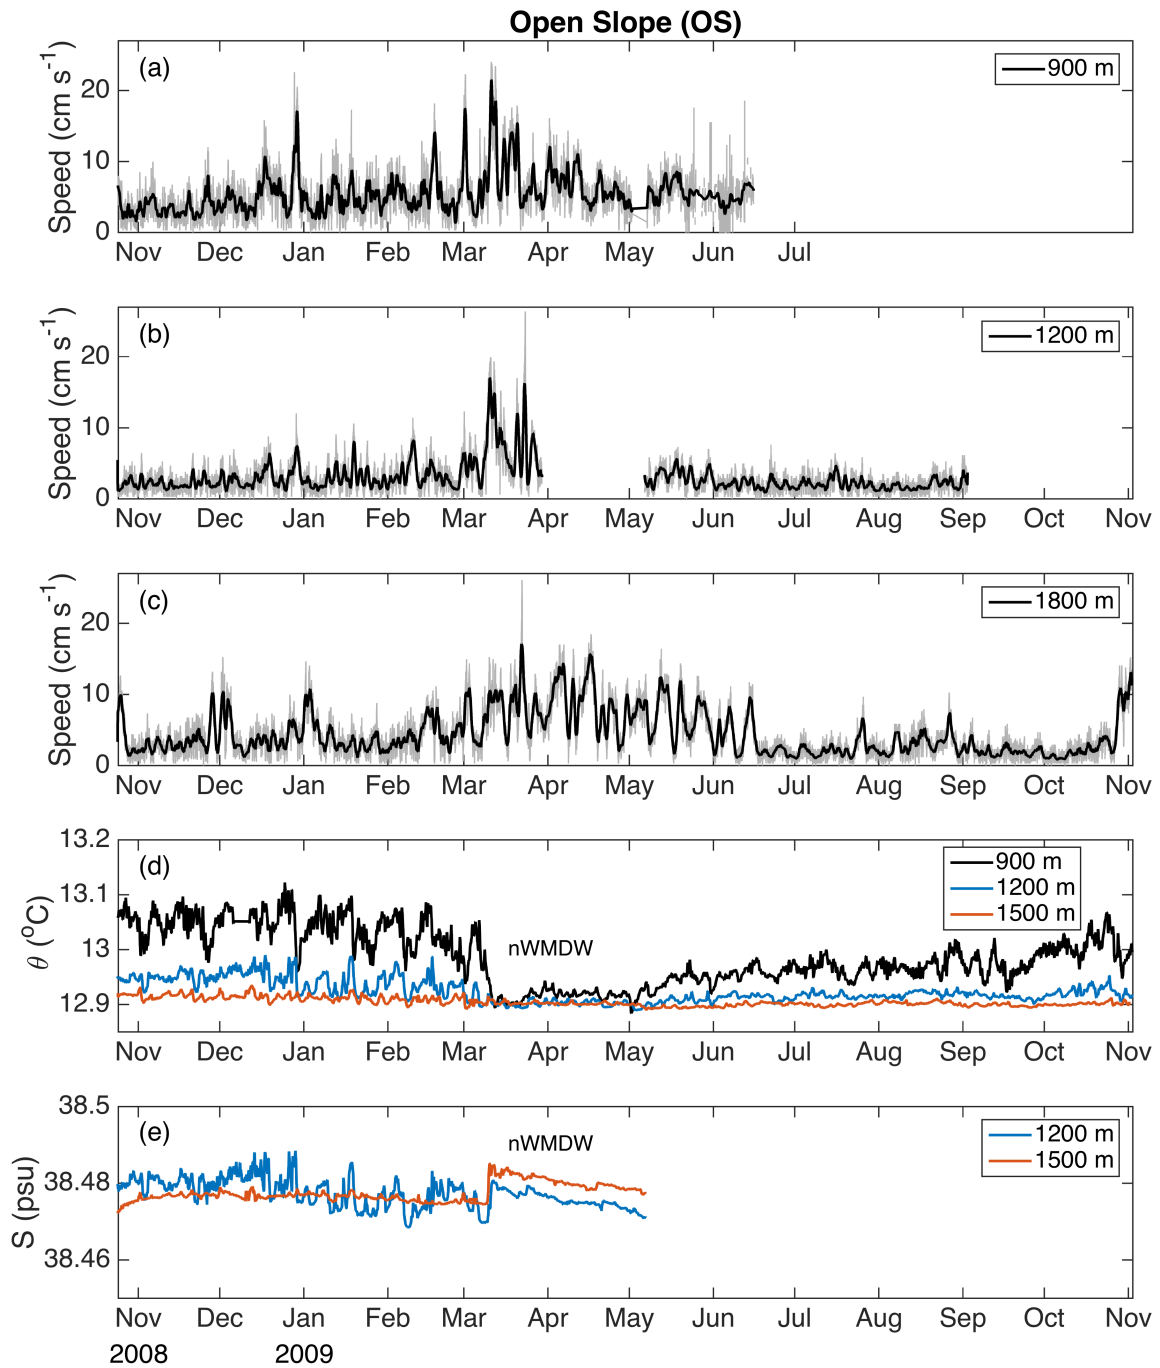 Open Slope (OS)
(a)
900 m
Speed (cm s⁻¹)
20
10
0
Nov Dec Jan Feb Mar Apr May Jun Jul
(b)
1200 m
Speed (cm s⁻¹)
20
10
0
Nov Dec Jan Feb Mar Apr May Jun Jul Aug Sep Oct Nov
(c)
1800 m
Speed (cm s⁻¹)
20
10
0
Nov Dec Jan Feb Mar Apr May Jun Jul Aug Sep Oct Nov
(d)
900 m
1200 m
1500 m
nWMDW
θ (°C)
13.2
13.1
13
12.9
Nov Dec Jan Feb Mar Apr May Jun Jul Aug Sep Oct Nov
(e)
1200 m
1500 m
nWMDW
S (psu)
38.5
38.48
38.46
Nov Dec Jan Feb Mar Apr May Jun Jul Aug Sep Oct Nov
2008 2009